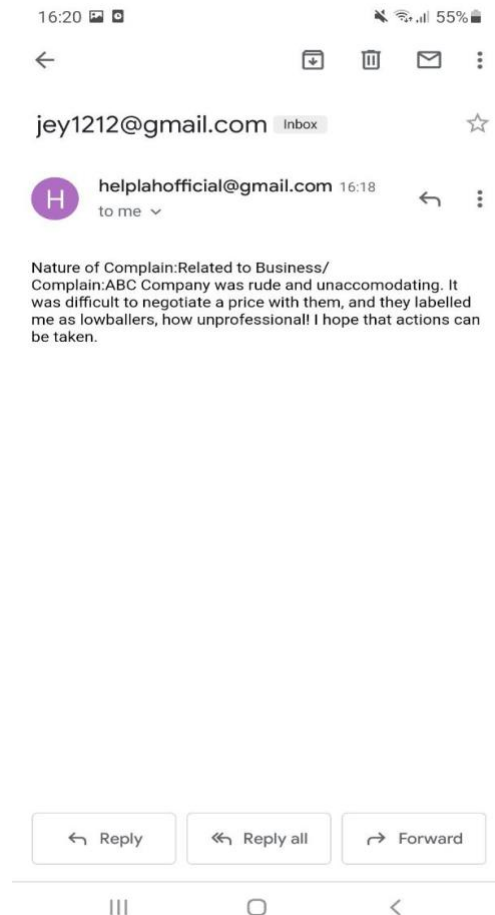 16:20 55%
jey1212@gmail.com Inbox
H
helplahofficial@gmail.com 16:18
to me
Nature of Complain:Related to Business/
Complain:ABC Company was rude and unaccomodating. It
was difficult to negotiate a price with them, and they labelled
me as lowballers, how unprofessional! I hope that actions can
be taken.
Reply Reply all Forward